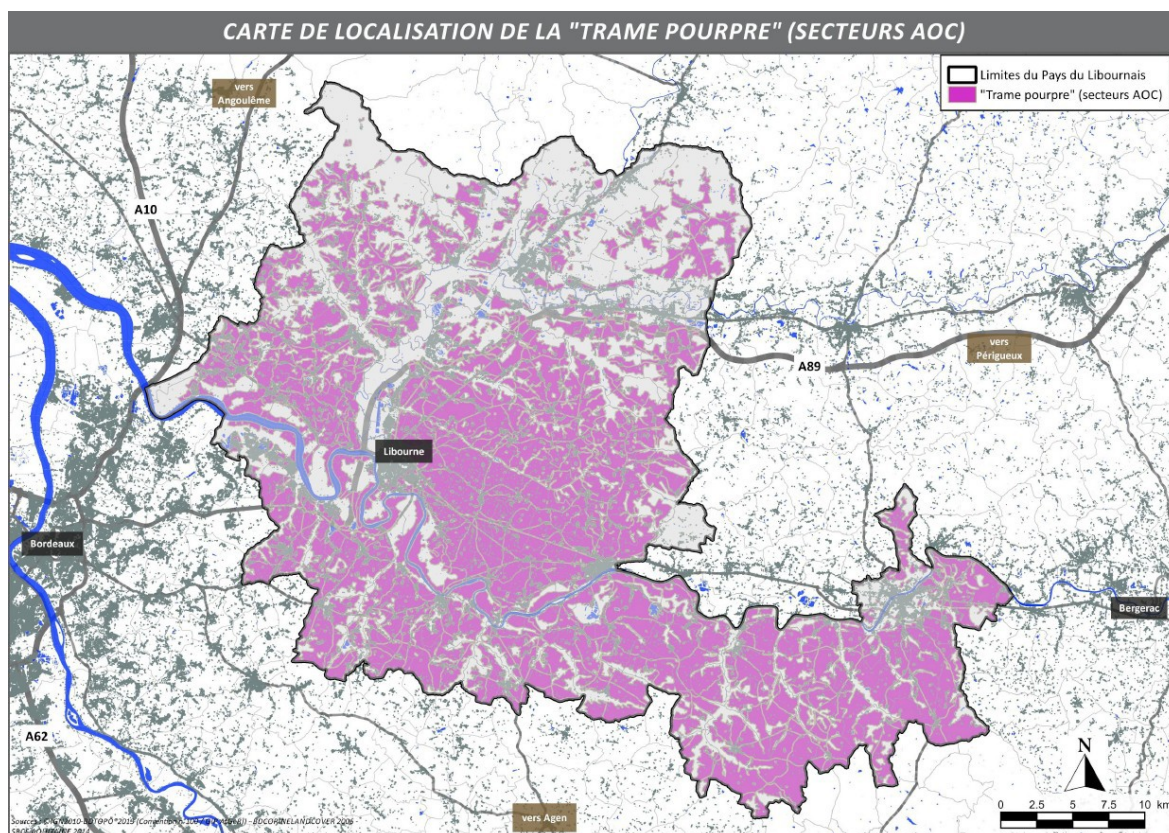 CARTE DE LOCALISATION DE LA "TRAME POURPRE" (SECTEURS AOC)
Limites du Pays du Libournais
"Trame pourpre" (secteurs AOC)
vers
Angoulême
A10
vers
Périgueux
A89
Libourne
Bordeaux
Bergerac
A62
N
vers Agen
0 2.5 5 7.5 10 km